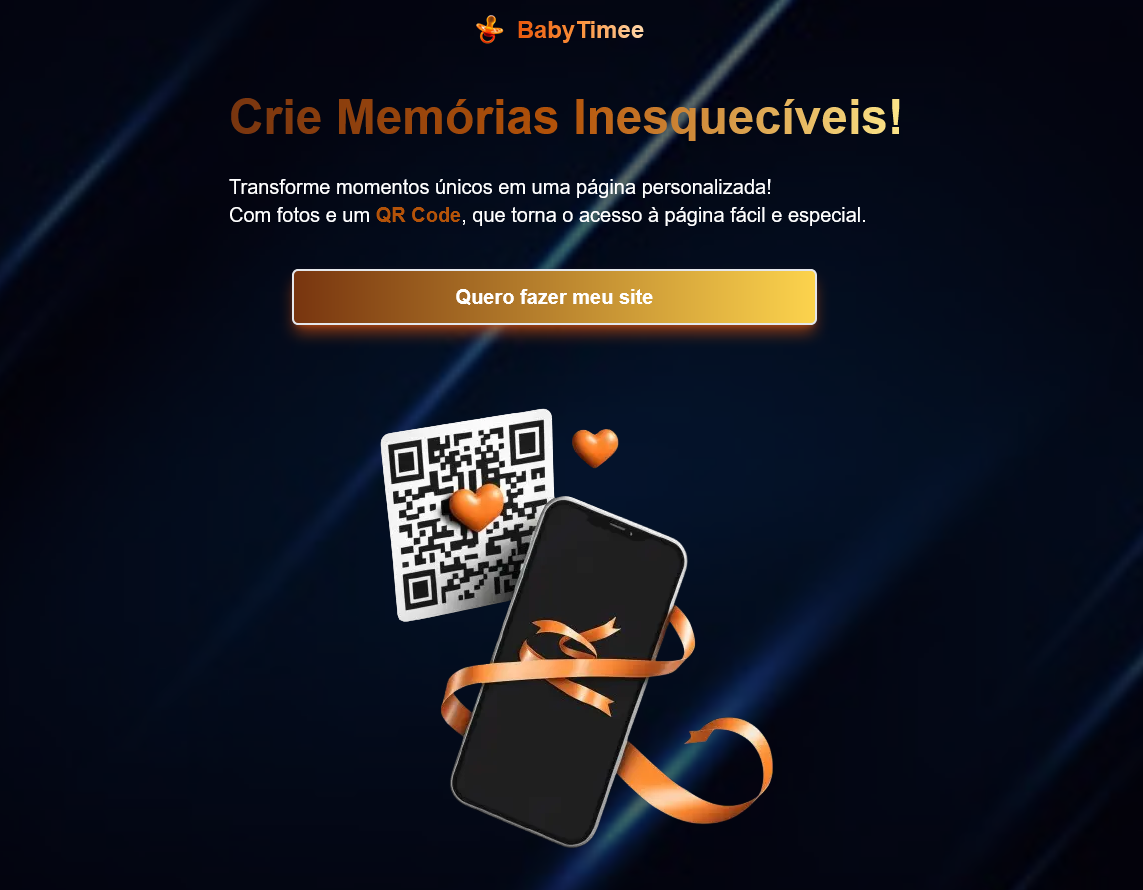 BabyTimee
Crie Memórias Inesquecíveis!
Transforme momentos únicos em uma página personalizada!
Com fotos e um QR Code, que torna o acesso à página fácil e especial.
Quero fazer meu site